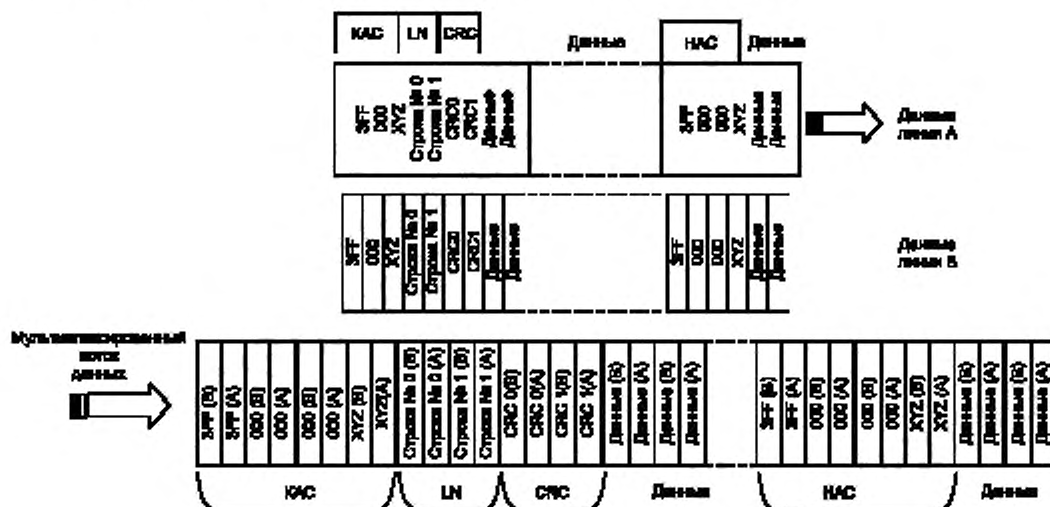 КАС LN CRC Данные НАС Данные
3FF
000
XYZ
Строка № 0
Строка № 1
CRC0
CRC1
Данные
Данные
3FF
000
000
XYZ
Данные
Данные
Данные
линии А
3FF
000
XYZ
Строка № 0
Строка № 1
CRC0
CRC1
Данные
Данные
3FF
000
000
XYZ
Данные
Данные
Данные
линии В
Мультиплексированный
поток
данных
3FF (B)
3FF (A)
000 (B)
000 (A)
000 (B)
000 (A)
XYZ (B)
XYZ(A)
Строка № 0 (B)
Строка № 0 (A)
Строка № 1 (B)
Строка № 1 (A)
CRC 0(B)
CRC 0(A)
CRC 1(B)
CRC 1(A)
Данные (B)
Данные (A)
Данные (B)
Данные (A)
3FF (B)
3FF (A)
000 (B)
000 (A)
000 (B)
000 (A)
XYZ (B)
XYZ (A)
Данные (B)
Данные (A)
Данные (B)
Данные (A)
КАС LN CRC Данные НАС Данные